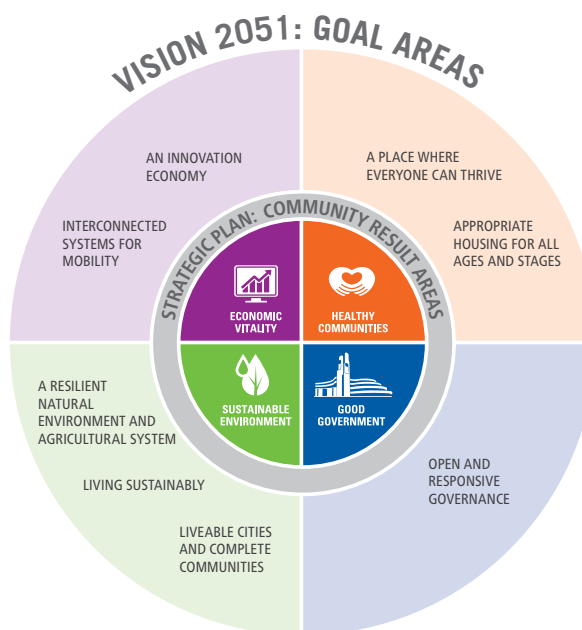 VISION 2051: GOAL AREAS
AN INNOVATION
ECONOMY
INTERCONNECTED
SYSTEMS FOR
MOBILITY
A PLACE WHERE
EVERYONE CAN THRIVE
APPROPRIATE
HOUSING FOR ALL
AGES AND STAGES
STRATEGIC PLAN: COMMUNITY RESULT AREAS
ECONOMIC
VITALITY
HEALTHY
COMMUNITIES
SUSTAINABLE
ENVIRONMENT
GOOD
GOVERNMENT
A RESILIENT
NATURAL
ENVIRONMENT AND
AGRICULTURAL SYSTEM
LIVING SUSTAINABLY
LIVEABLE CITIES
AND COMPLETE
COMMUNITIES
OPEN AND
RESPONSIVE
GOVERNANCE